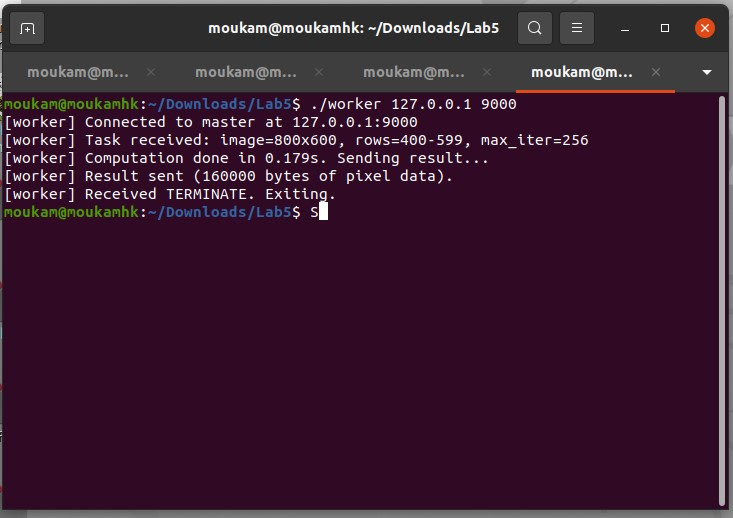 moukam@moukamhk: ~/Downloads/Lab5
moukam@m... moukam@m... moukam@m... moukam@m...
moukam@moukamhk:~/Downloads/Lab5$ ./worker 127.0.0.1 9000
[worker] Connected to master at 127.0.0.1:9000
[worker] Task received: image=800x600, rows=400-599, max_iter=256
[worker] Computation done in 0.179s. Sending result...
[worker] Result sent (160000 bytes of pixel data).
[worker] Received TERMINATE. Exiting.
moukam@moukamhk:~/Downloads/Lab5$ S